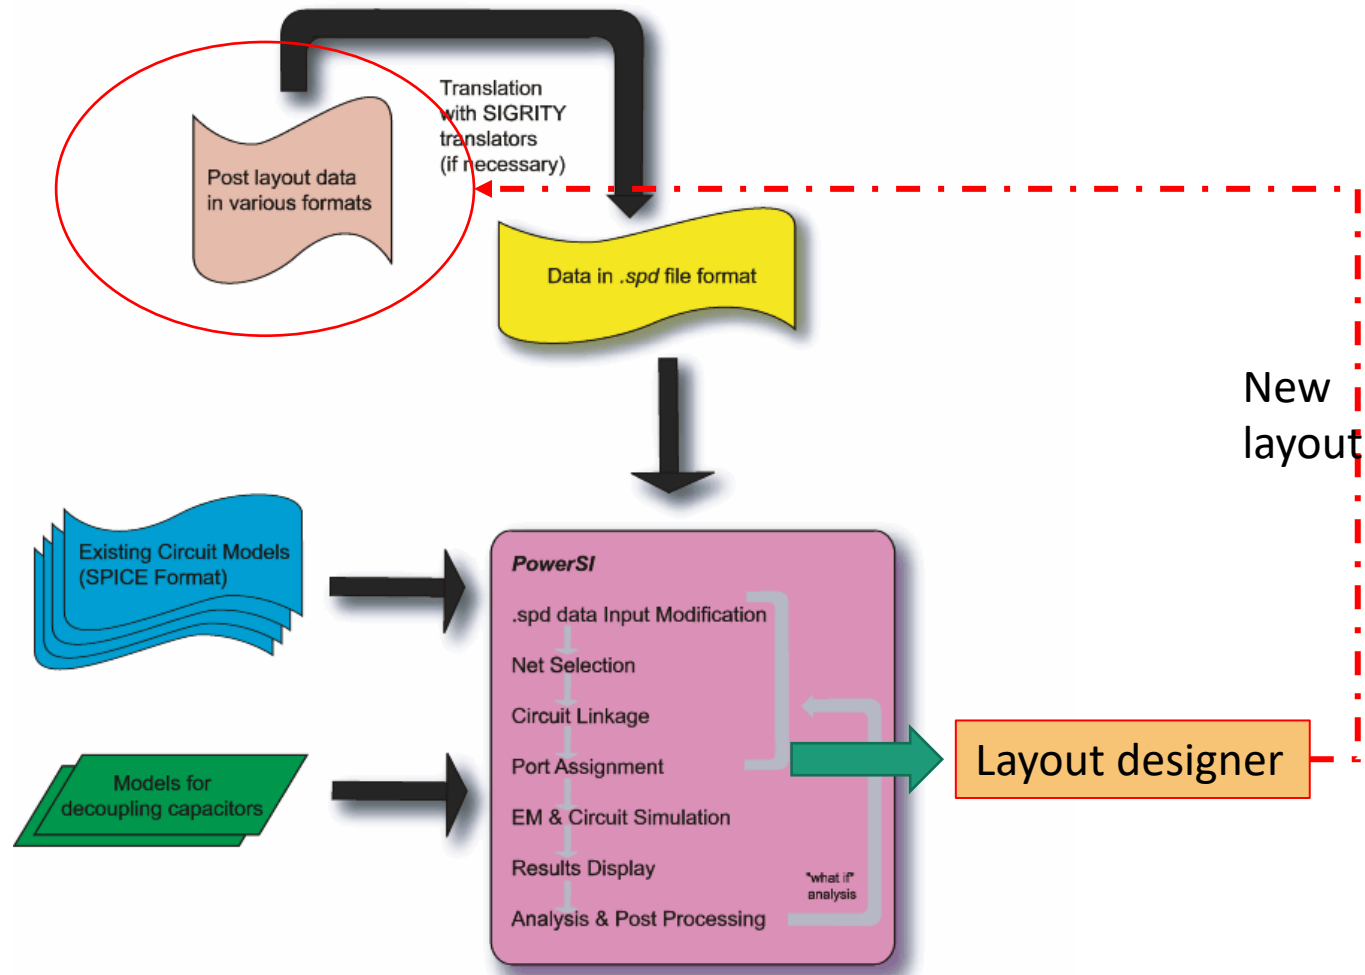 Translation
with SIGRITY
translators
(if necessary)
Post layout data
in various formats
Data in .spd file format
New
layout
Existing Circuit Models
(SPICE Format)
PowerSI
.spd data Input Modification
Net Selection
Circuit Linkage
Port Assignment
EM & Circuit Simulation
Results Display
Analysis & Post Processing
"what if"
analysis
Layout designer
Models for
decoupling capacitors